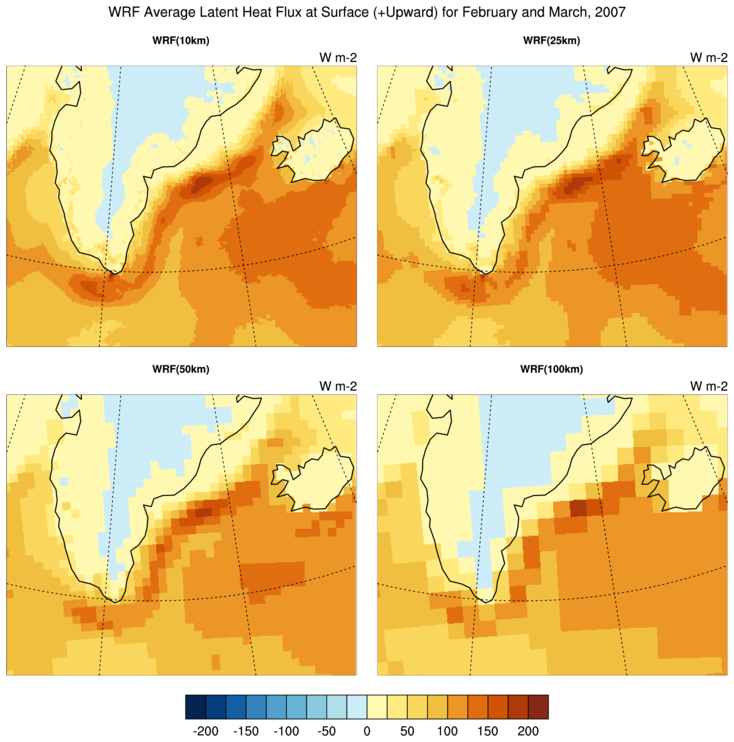 WRF Average Latent Heat Flux at Surface (+Upward) for February and March, 2007
WRF(10km)
W m-2
WRF(25km)
W m-2
WRF(50km)
W m-2
WRF(100km)
W m-2
-200 -150 -100 -50 0 50 100 150 200